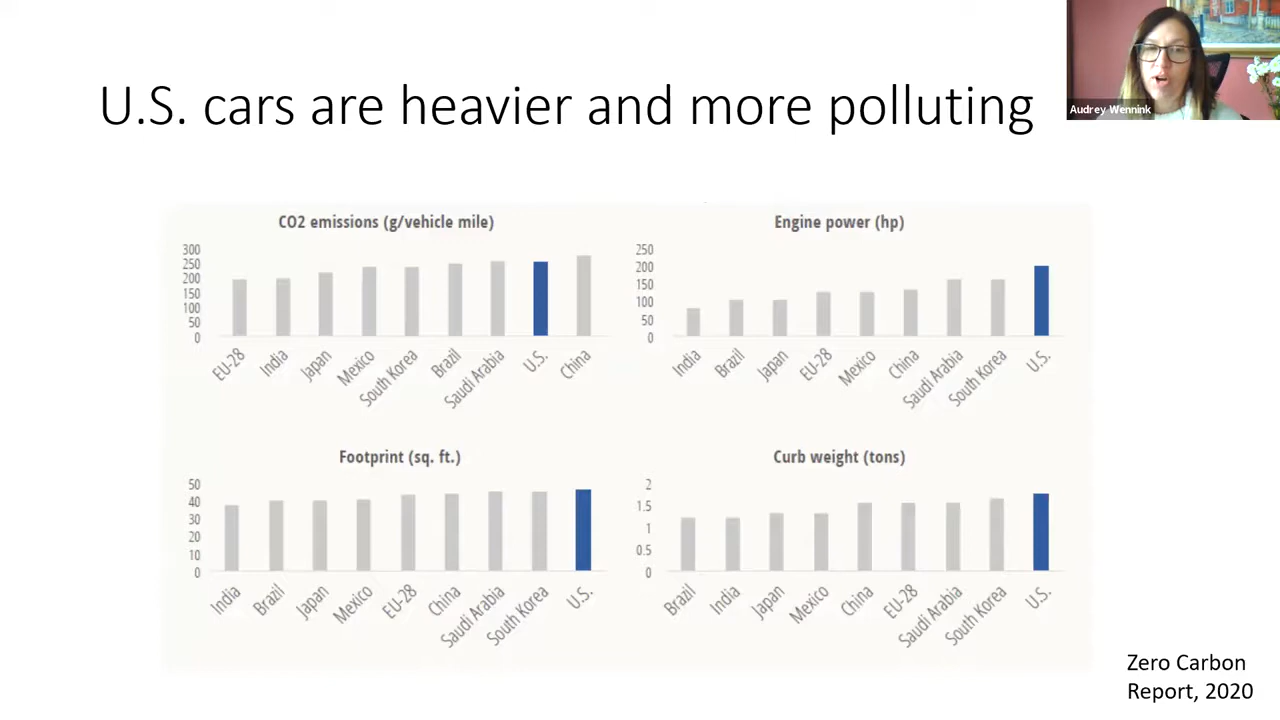 U.S. cars are heavier and more polluting
Audrey Wennink
CO2 emissions (g/vehicle mile)
300
250
200
150
100
50
0
EU-28
India
Japan
Mexico
South Korea
Brazil
Saudi Arabia
U.S.
China
Engine power (hp)
250
200
150
100
50
0
India
Brazil
Japan
EU-28
Mexico
China
Saudi Arabia
South Korea
U.S.
Footprint (sq. ft.)
50
40
30
20
10
0
India
Brazil
Japan
Mexico
EU-28
China
Saudi Arabia
South Korea
U.S.
Curb weight (tons)
2
1.5
1
0.5
0
Brazil
India
Japan
Mexico
China
EU-28
Saudi Arabia
South Korea
U.S.
Zero Carbon
Report, 2020